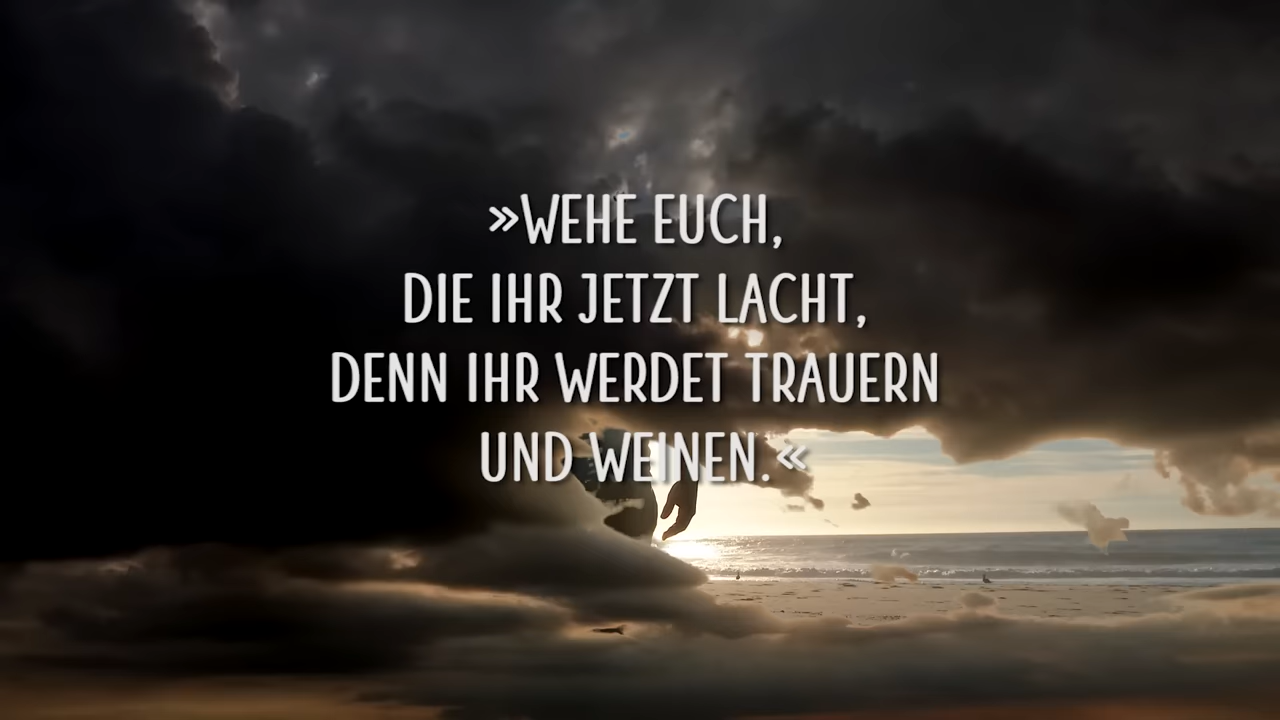 »WEHE EUCH,
DIE IHR JETZT LACHT,
DENN IHR WERDET TRAUERN
UND WEINEN.«